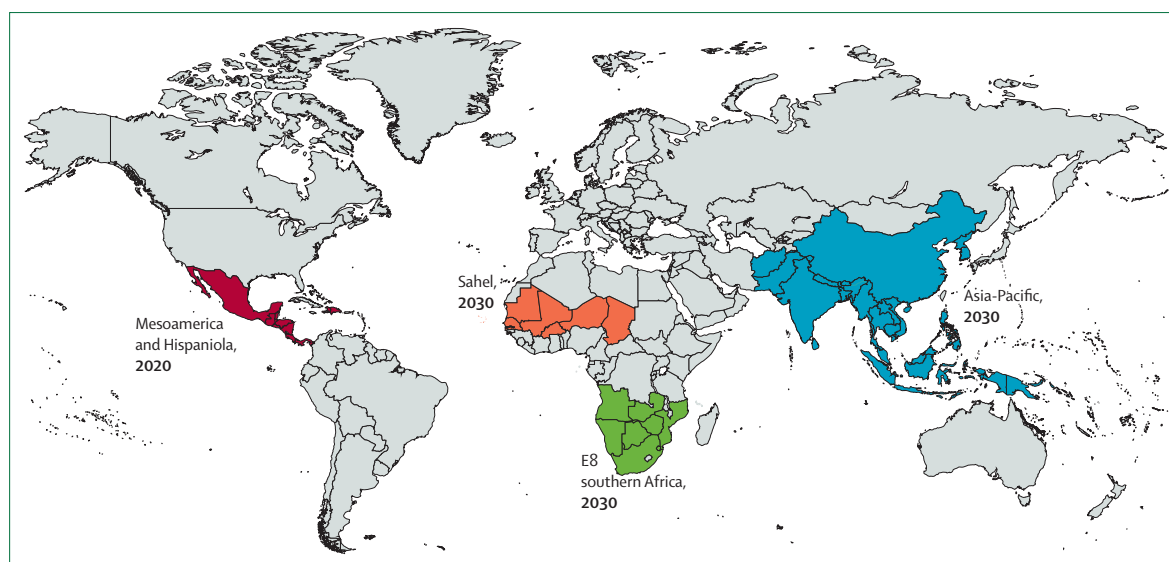 Sahel,
2030
Mesoamerica
and Hispaniola,
2020
Asia-Pacific,
2030
E8
southern Africa,
2030